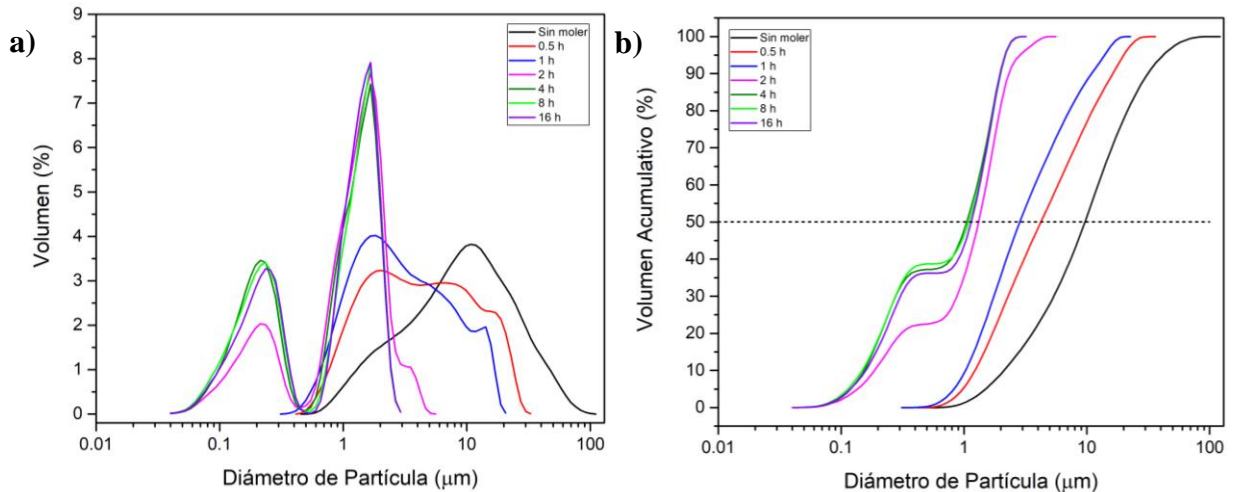 a)
9
8
7
6
5
4
3
2
1
0
Volumen (%)
Sin moler
0.5 h
1 h
2 h
4 h
8 h
16 h
0.01
0.1
1
10
100
Diámetro de Partícula (μm)
b)
100
90
80
70
60
50
40
30
20
10
0
Volumen Acumulativo (%)
Sin moler
0.5 h
1 h
2 h
4 h
8 h
16 h
0.01
0.1
1
10
100
Diámetro de Partícula (μm)